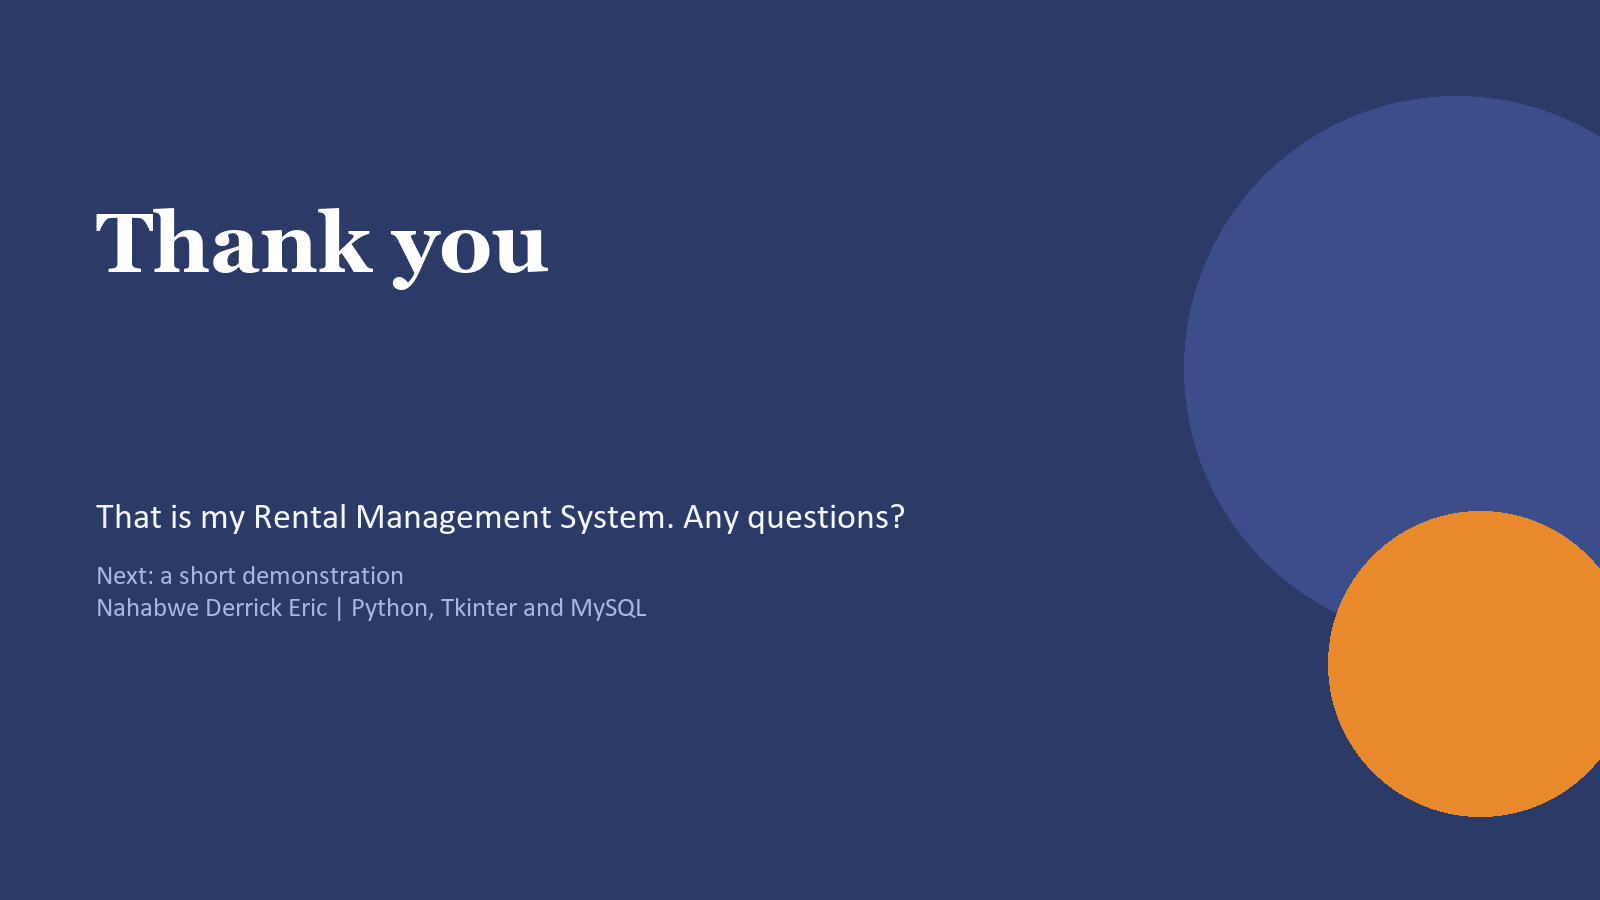 Thank you
That is my Rental Management System. Any questions?
Next: a short demonstration
Nahabwe Derrick Eric | Python, Tkinter and MySQL